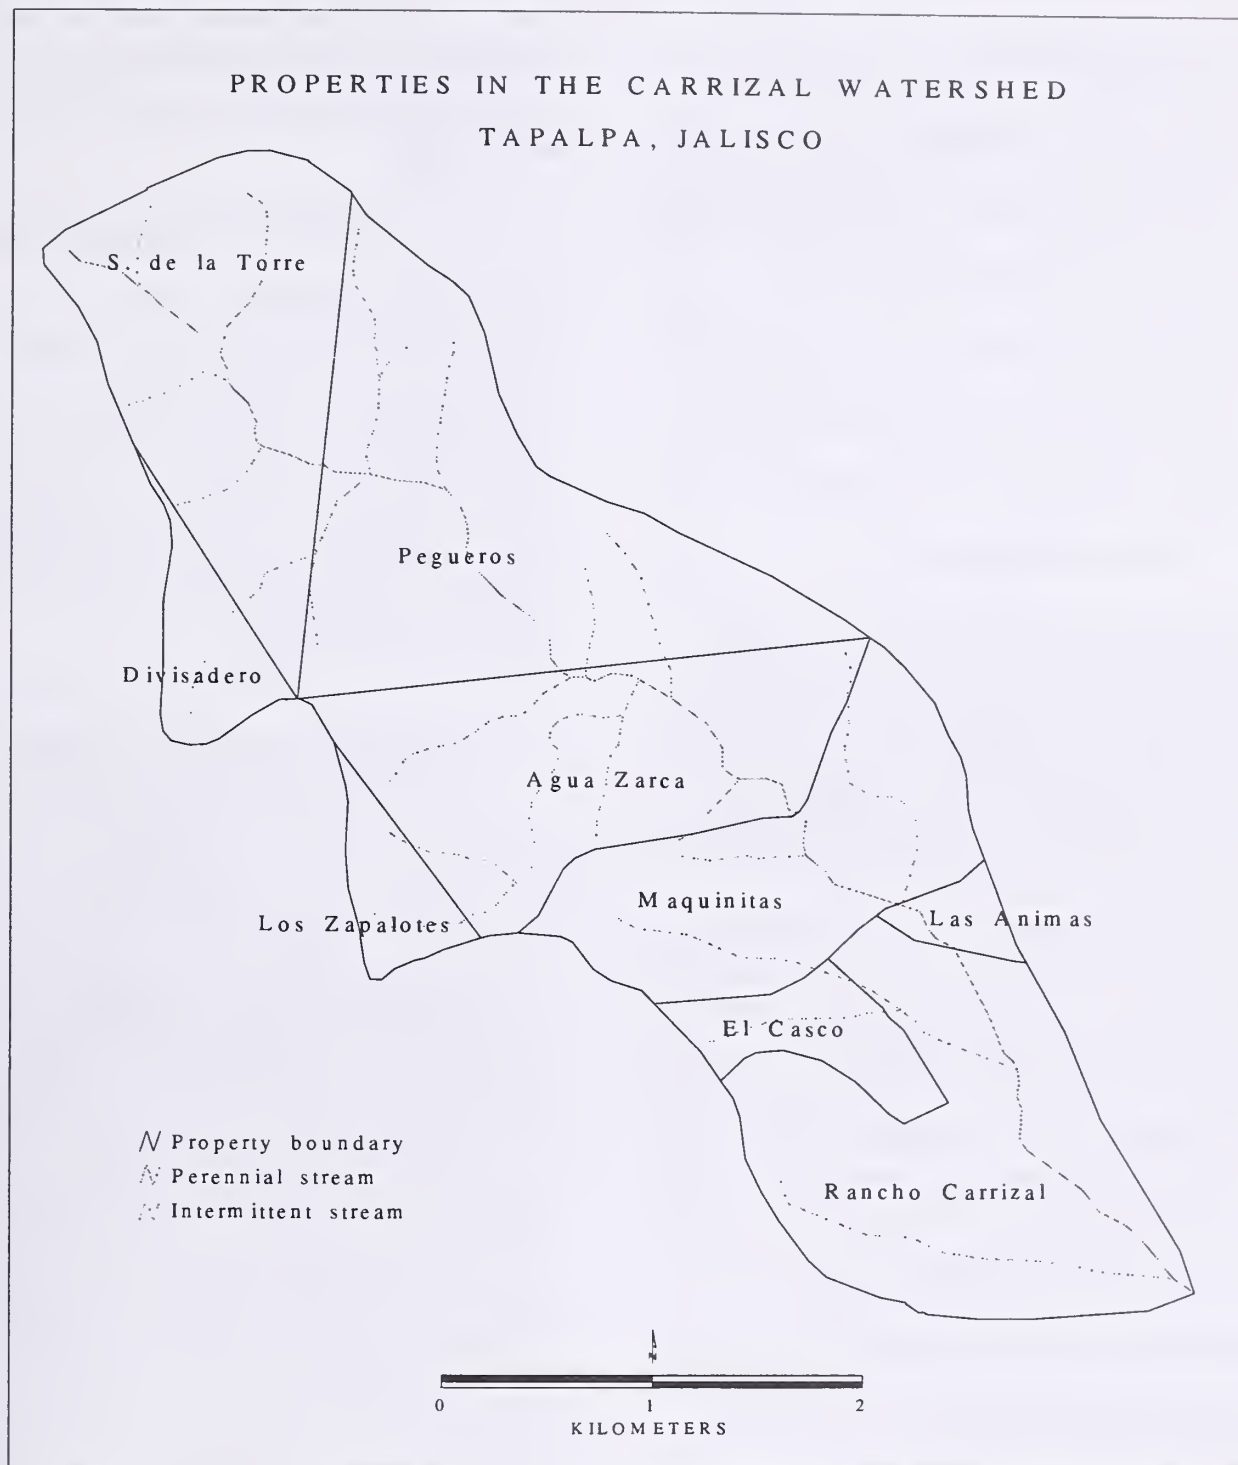 PROPERTIES IN THE CARRIZAL WATERSHED
TAPALPA, JALISCO
S. de la Torre
Pegueros
Divisadero
Agua Zarca
Maquinitas
Las Animas
Los Zapalotes
El Casco
Rancho Carrizal
Property boundary
Perennial stream
Intermittent stream
0 1 2
KILOMETERS